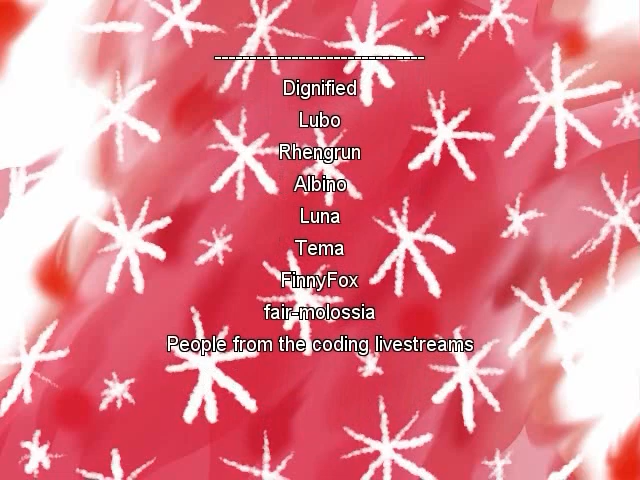 ------------------------------
Dignified
Lubo
Rhengrun
Albino
Luna
Tema
FinnyFox
fair-molossia
People from the coding livestreams